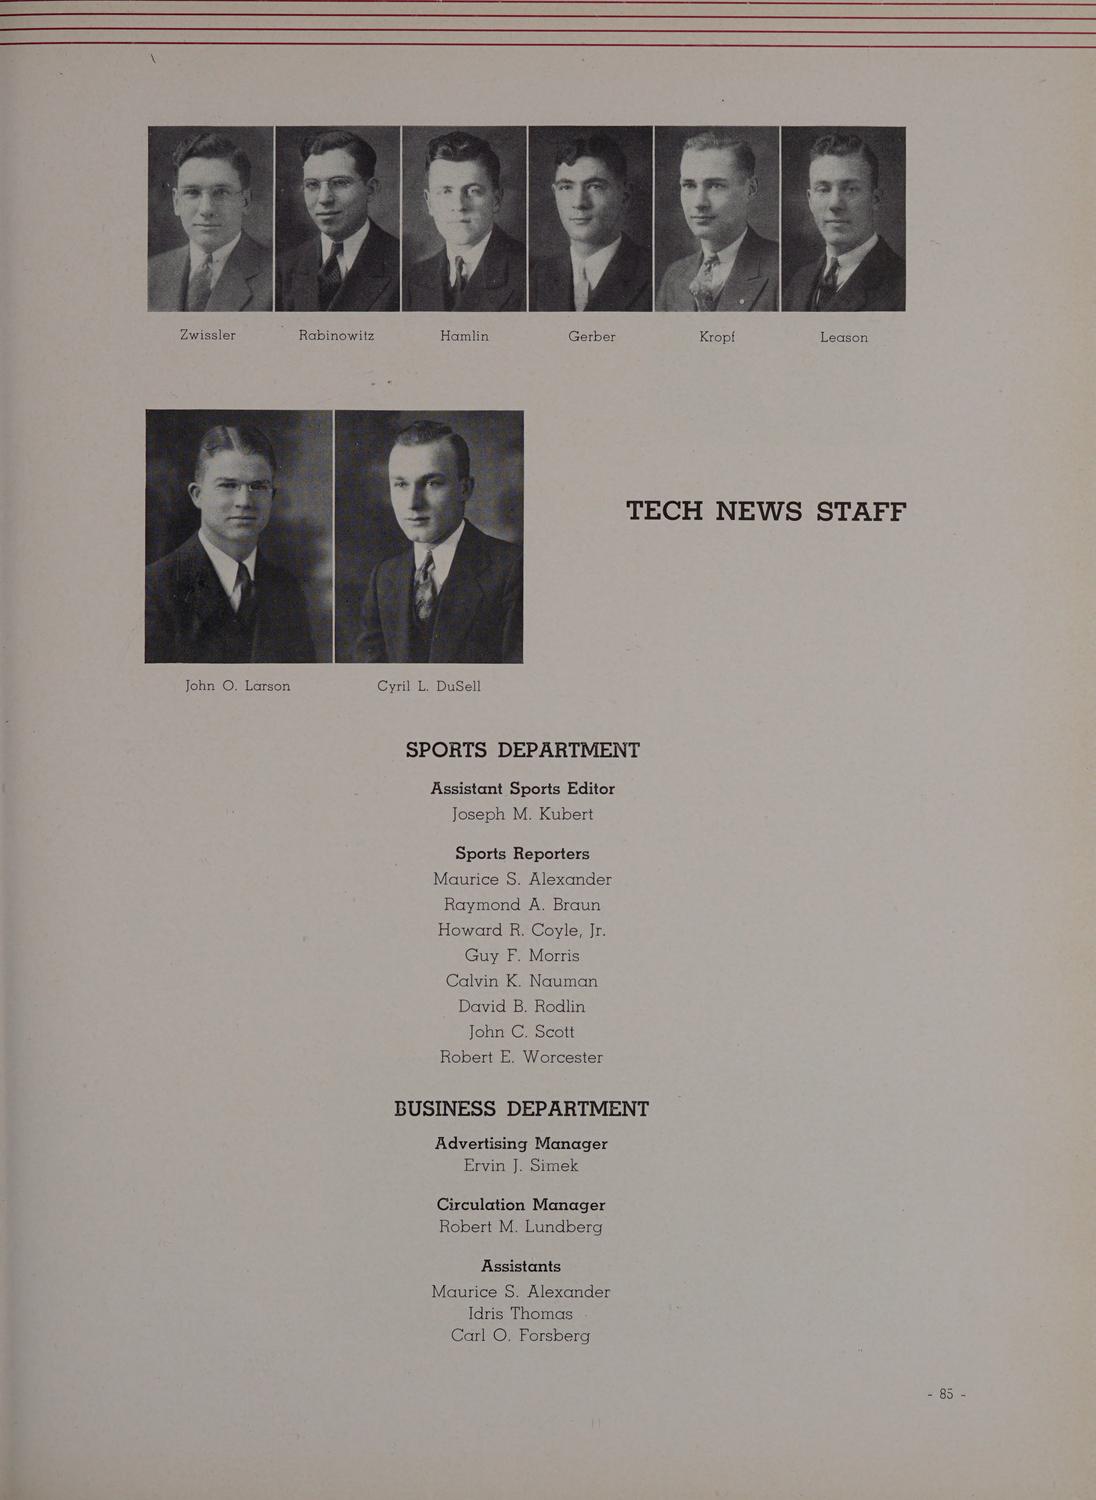 Zwissler Rabinowitz Hamlin Gerber Kropf Leason
TECH NEWS STAFF
John O. Larson Cyril L. DuSell
SPORTS DEPARTMENT
Assistant Sports Editor
Joseph M. Kubert
Sports Reporters
Maurice S. Alexander
Raymond A. Braun
Howard R. Coyle, Jr.
Guy F. Morris
Calvin K. Nauman
David B. Rodlin
John C. Scott
Robert E. Worcester
BUSINESS DEPARTMENT
Advertising Manager
Ervin J. Simek
Circulation Manager
Robert M. Lundberg
Assistants
Maurice S. Alexander
Idris Thomas
Carl O. Forsberg
- 85 -